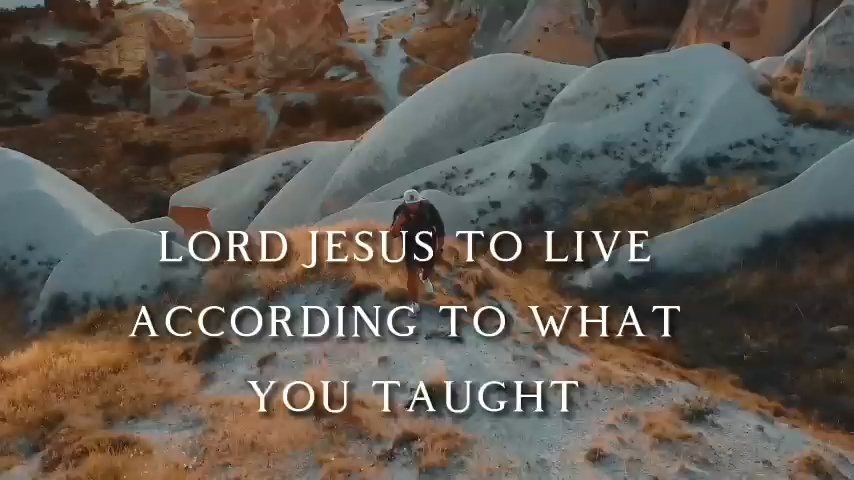 LORD JESUS TO LIVE
ACCORDING TO WHAT
YOU TAUGHT